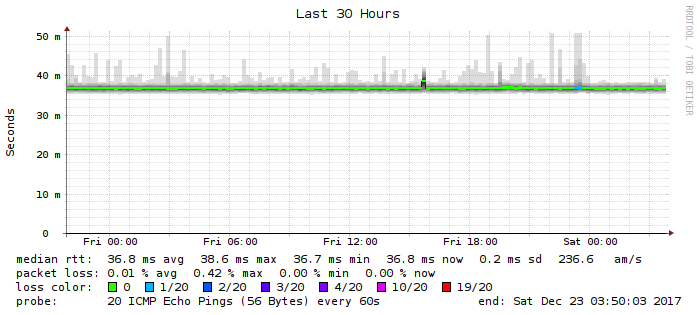 Last 30 Hours
RRDTOOL / TOBI OETIKER
Seconds
50 m
40 m
30 m
20 m
10 m
0
Fri 00:00 Fri 06:00 Fri 12:00 Fri 18:00 Sat 00:00
median rtt: 36.8 ms avg 38.6 ms max 36.7 ms min 36.8 ms now 0.2 ms sd 236.6 am/s
packet loss: 0.01 % avg 0.42 % max 0.00 % min 0.00 % now
loss color: 0 1/20 2/20 3/20 4/20 10/20 19/20
probe: 20 ICMP Echo Pings (56 Bytes) every 60s end: Sat Dec 23 03:50:03 2017